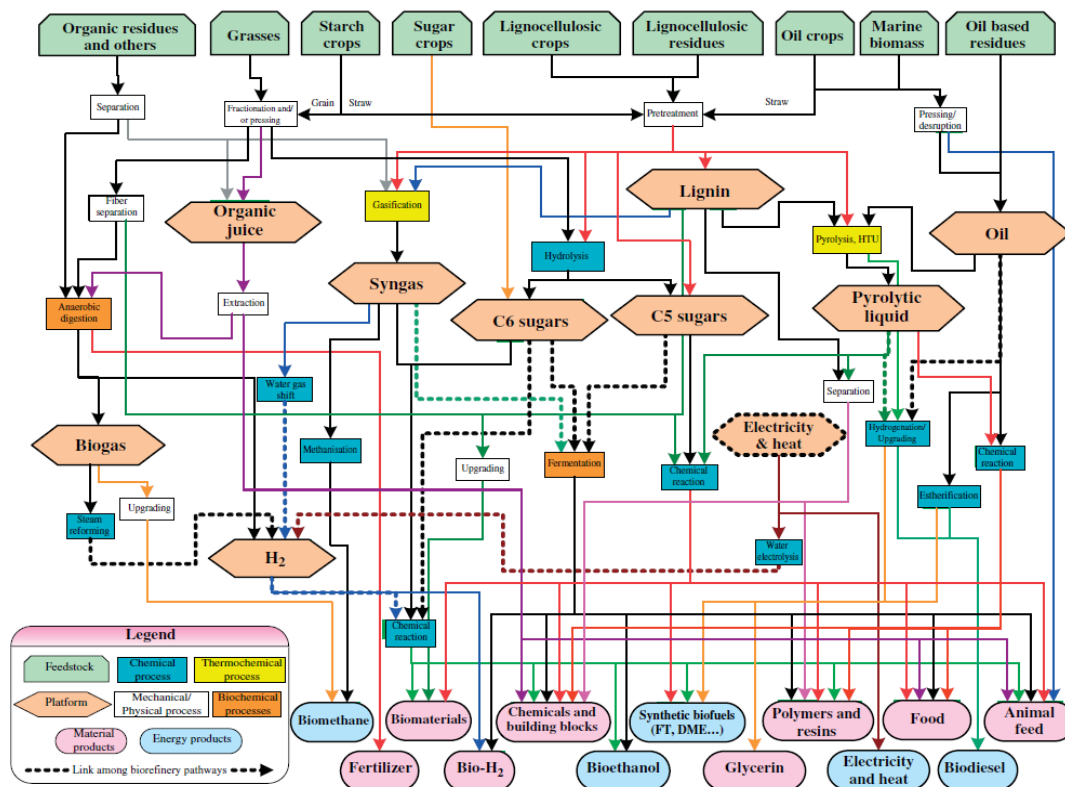 Organic residues
and others
Grasses
Starch
crops
Sugar
crops
Lignocellulosic
crops
Lignocellulosic
residues
Oil crops
Marine
biomass
Oil based
residues
Separation
Fractionation and/
or pressing
Grain
Straw
Pretreatment
Straw
Pressing/
desruption
Fiber
separation
Organic
juice
Gasification
Lignin
Hydrolysis
Pyrolysis, HTU
Oil
Anaerobic
digestion
Extraction
Syngas
C6 sugars
C5 sugars
Pyrolytic
liquid
Water gas
shift
Separation
Biogas
Methanisation
Upgrading
Fermentation
Electricity
& heat
Chemical
reaction
Hydrogenation/
Upgrading
Chemical
reaction
Estherification
Steam
reforming
Upgrading
H2
Water
electrolysis
Chemical
reaction
Legend
Feedstock
Chemical
process
Thermochemical
process
Platform
Mechanical/
Physical process
Biochemical
processes
Material
products
Energy products
Link among biorefinery pathways
Biomethane
Biomaterials
Chemicals and
building blocks
Synthetic biofuels
(FT, DME...)
Polymers and
resins
Food
Animal
feed
Fertilizer
Bio-H2
Bioethanol
Glycerin
Electricity
and heat
Biodiesel